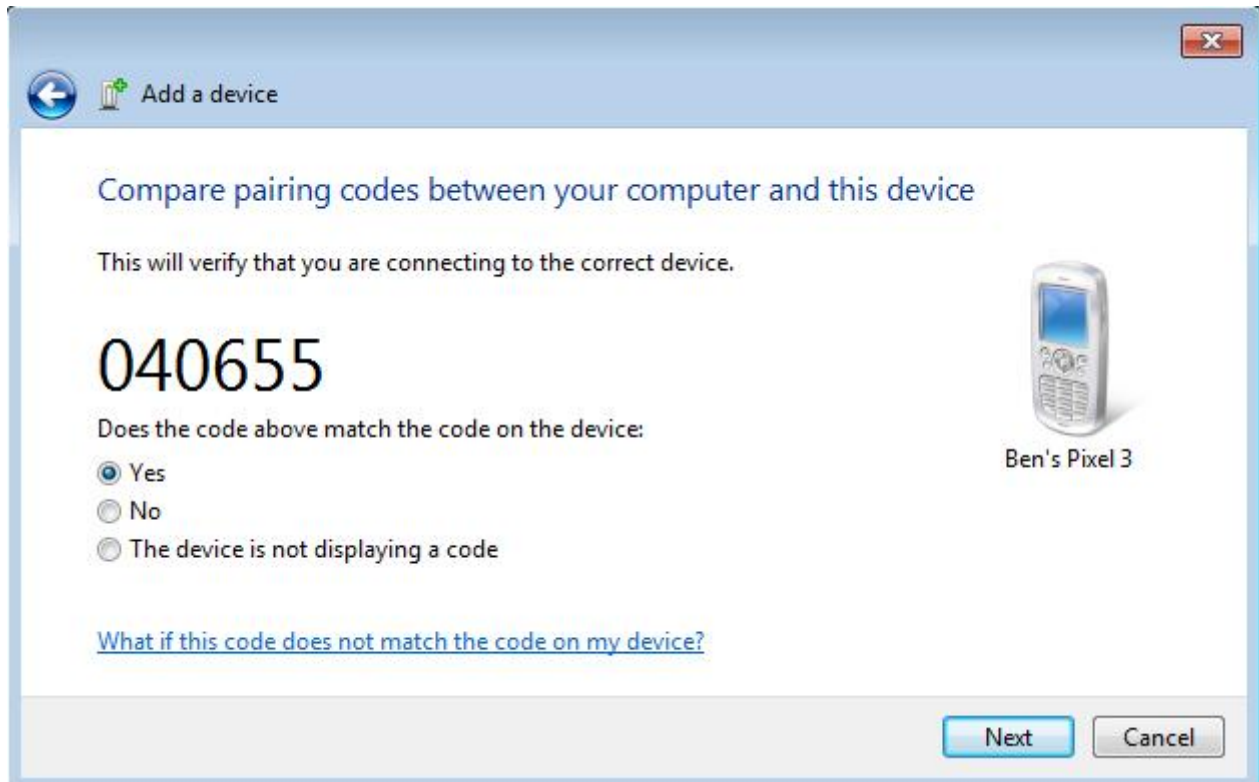 Add a device
Compare pairing codes between your computer and this device
This will verify that you are connecting to the correct device.
040655
Does the code above match the code on the device:
Yes
No
The device is not displaying a code
Ben's Pixel 3
What if this code does not match the code on my device?
Next
Cancel